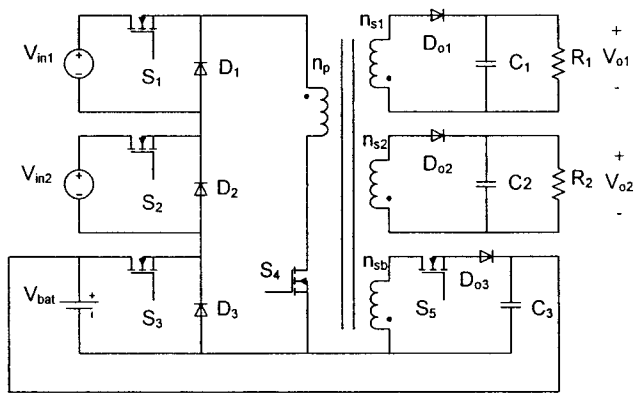 V_in1
S_1
D_1
n_p
n_s1
D_o1
C_1
R_1
+
V_o1
-
V_in2
S_2
D_2
n_s2
D_o2
C_2
R_2
+
V_o2
-
V_bat
+
S_3
D_3
S_4
n_sb
S_5
D_o3
C_3